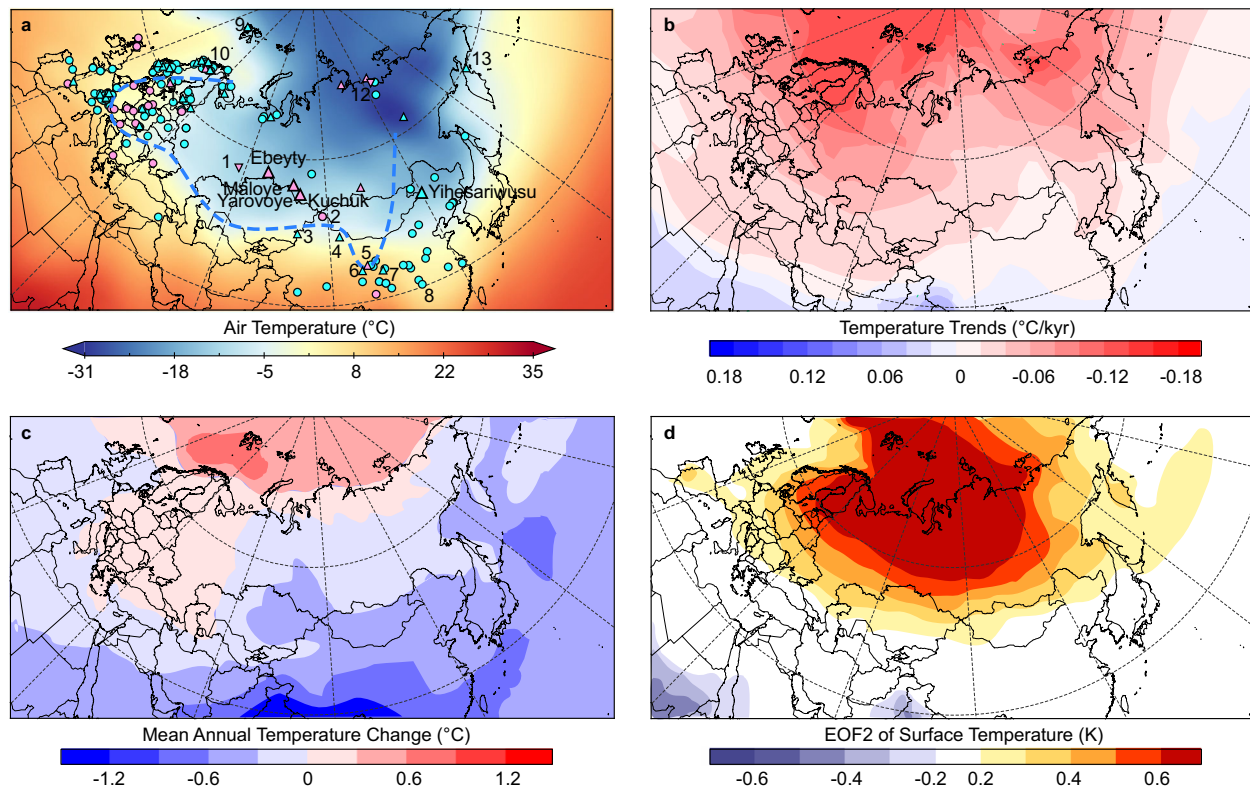 a
9
10
13
12
1
Ebeyty
Maloye
Yarovoye
Kuchuk
Yihesariwusu
2
3
4
5
6
7
8
Air Temperature (°C)
-31 -18 -5 8 22 35
b
Temperature Trends (°C/kyr)
0.18 0.12 0.06 0 -0.06 -0.12 -0.18
c
Mean Annual Temperature Change (°C)
-1.2 -0.6 0 0.6 1.2
d
EOF2 of Surface Temperature (K)
-0.6 -0.4 -0.2 0.2 0.4 0.6